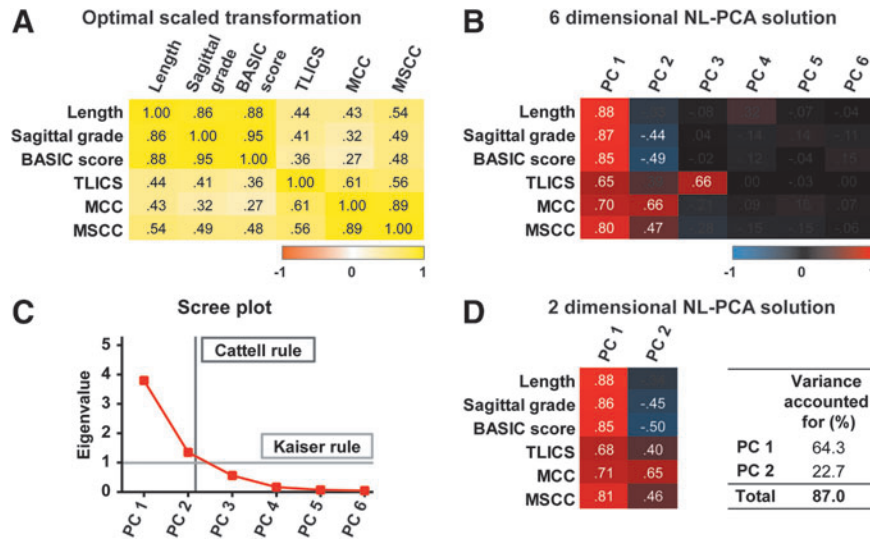 A Optimal scaled transformation
Length Sagittal grade BASIC score TLICS MCC MSCC
Length 1.00 .86 .88 .44 .43 .54
Sagittal grade .86 1.00 .95 .41 .32 .49
BASIC score .88 .95 1.00 .36 .27 .48
TLICS .44 .41 .36 1.00 .61 .56
MCC .43 .32 .27 .61 1.00 .89
MSCC .54 .49 .48 .56 .89 1.00
-1 0 1
B 6 dimensional NL-PCA solution
PC 1 PC 2 PC 3 PC 4 PC 5 PC 6
Length .88 -.08 .32 -.07 -.04
Sagittal grade .87 -.44 .04 -.14 .14 -.11
BASIC score .85 -.49 -.02 -.12 -.04 .15
TLICS .65 .66 .00 -.03 .00
MCC .70 .66 .09 .07
MSCC .80 .47 -.15 -.15 -.06
-1 0 1
C Scree plot
Eigenvalue
5
4
3
2
1
0
Cattell rule
Kaiser rule
PC 1 PC 2 PC 3 PC 4 PC 5 PC 6
D 2 dimensional NL-PCA solution
PC 1 PC 2
Length .88
Sagittal grade .86 -.45
BASIC score .85 -.50
TLICS .68 .40
MCC .71 .65
MSCC .81 .46
Variance
accounted
for (%)
PC 1 64.3
PC 2 22.7
Total 87.0